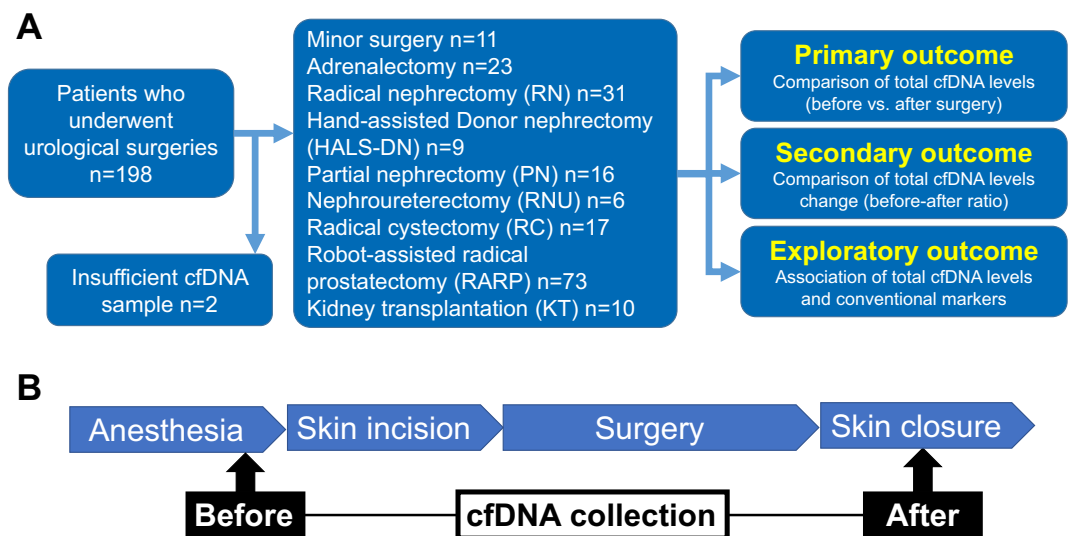 A
Patients who
underwent
urological surgeries
n=198
Insufficient cfDNA
sample n=2
Minor surgery n=11
Adrenalectomy n=23
Radical nephrectomy (RN) n=31
Hand-assisted Donor nephrectomy
(HALS-DN) n=9
Partial nephrectomy (PN) n=16
Nephroureterectomy (RNU) n=6
Radical cystectomy (RC) n=17
Robot-assisted radical
prostatectomy (RARP) n=73
Kidney transplantation (KT) n=10
Primary outcome
Comparison of total cfDNA levels
(before vs. after surgery)
Secondary outcome
Comparison of total cfDNA levels
change (before-after ratio)
Exploratory outcome
Association of total cfDNA levels
and conventional markers
B
Anesthesia
Skin incision
Surgery
Skin closure
Before
cfDNA collection
After